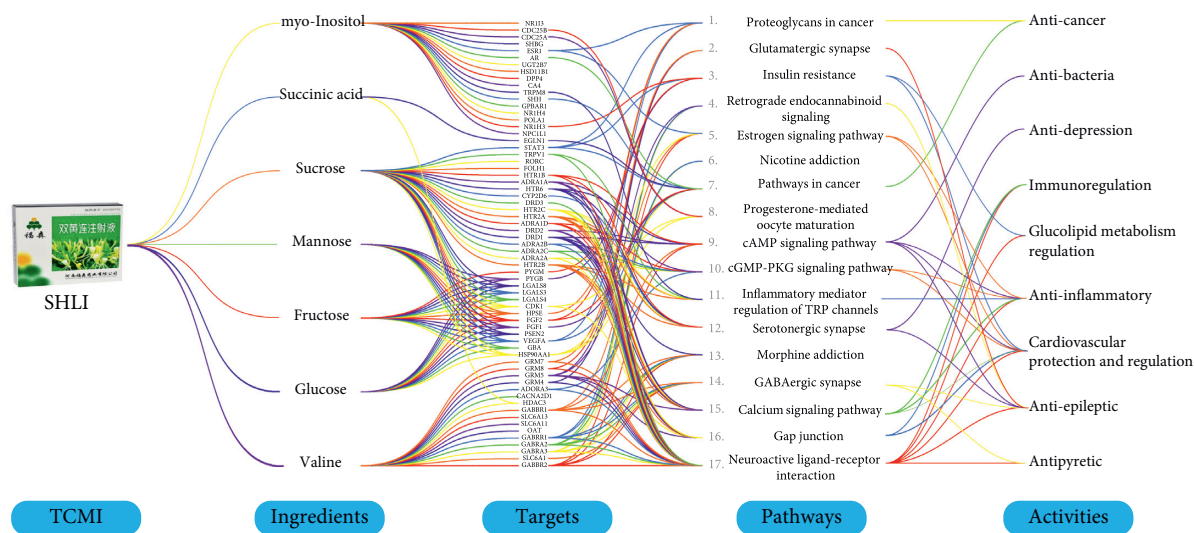 myo-Inositol
Succinic acid
Sucrose
Mannose
Fructose
Glucose
Valine
双黄连注射液
福森
SHLI
NR1I3
CDC25B
CDC25A
SHBG
ESR1
AR
UGT2B7
HSD11B1
DPP4
CA4
TRPM8
SHH
GPBAR1
NR1H4
POLA1
NR1H3
NPC1L1
EGLN1
STAT3
TRPV1
RORC
FOLH1
HTR1B
ADRA1A
HTR6
CYP2D6
DRD3
HTR2C
HTR2A
ADRA1D
DRD2
DRD1
ADRA2B
ADRA2C
ADRA2A
HTR2B
PYGM
PYGB
LGALS8
LGALS3
LGALS4
CDK1
HPSE
FGF2
FGF1
PSEN2
VEGFA
GBA
HSP90AA1
GRM7
GRM8
GRM5
GRM4
ADORA3
CACNA2D1
HDAC3
GABBR1
SLC6A13
SLC6A11
OAT
GABRR1
GABRA2
GABRA3
SLC6A1
GABBR2
1. Proteoglycans in cancer
2. Glutamatergic synapse
3. Insulin resistance
4. Retrograde endocannabinoid
signaling
5. Estrogen signaling pathway
6. Nicotine addiction
7. Pathways in cancer
8. Progesterone-mediated
oocyte maturation
9. cAMP signaling pathway
10. cGMP-PKG signaling pathway
11. Inflammatory mediator
regulation of TRP channels
12. Serotonergic synapse
13. Morphine addiction
14. GABAergic synapse
15. Calcium signaling pathway
16. Gap junction
17. Neuroactive ligand-receptor
interaction
Anti-cancer
Anti-bacteria
Anti-depression
Immunoregulation
Glucolipid metabolism
regulation
Anti-inflammatory
Cardiovascular
protection and regulation
Anti-epileptic
Antipyretic
TCMI
Ingredients
Targets
Pathways
Activities